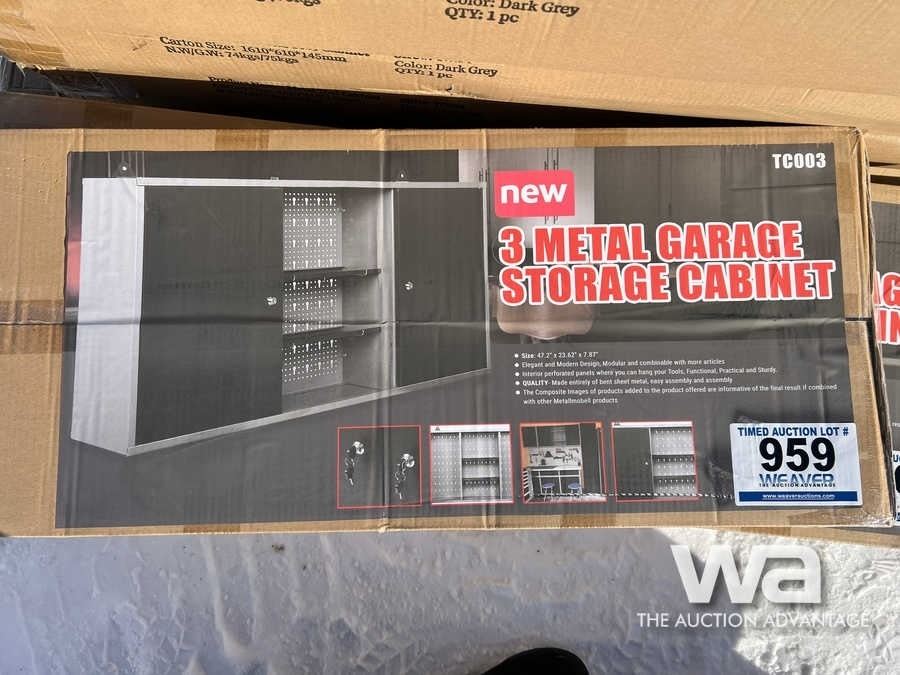 Color: Dark Grey
QTY: 1 pc
Carton Size: 1610*610*145mm
N.W/G.W: 74kgs/75kgs
Color: Dark Grey
QTY: 1 pc
TC003
new
3 METAL GARAGE
STORAGE CABINET
Size: 47.2" x 23.62" x 7.87"
Elegant and Modern Design, Modular and combinable with more articles
Interior perforated panels where you can hang your Tools, Functional, Practical and Sturdy.
QUALITY- Made entirely of bent sheet metal, easy assembly and assembly
The Composite Images of products added to the product offered are informative of the final result if combined
with other Metallmobell products
TIMED AUCTION LOT #
959
WEAVER
THE AUCTION ADVANTAGE
www.weaverauctions.com
wa
THE AUCTION ADVANTAGE